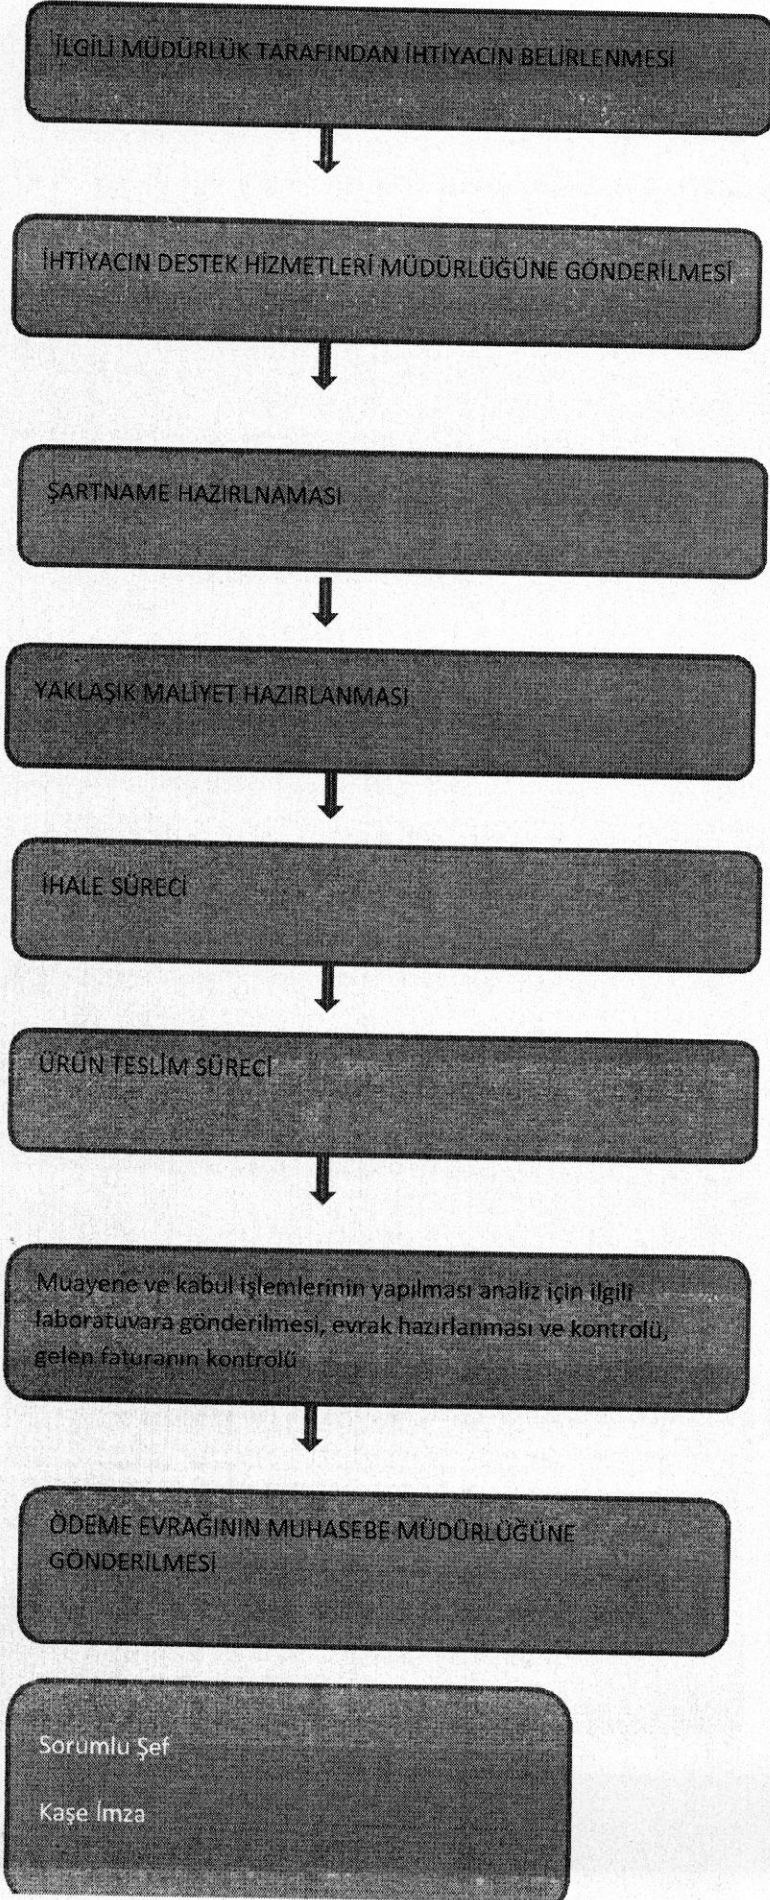 İLGİLİ MÜDÜRLÜK TARAFINDAN İHTİYACIN BELİRLENMESİ
İHTİYACIN DESTEK HİZMETLERİ MÜDÜRLÜĞÜNE GÖNDERİLMESİ
ŞARTNAME HAZIRLNAMASI
YAKLAŞIK MALİYET HAZIRLANMASI
İHALE SÜRECİ
ÜRÜN TESLİM SÜRECİ
Muayene ve kabul işlemlerinin yapılması analiz için ilgili
laboratuvara gönderilmesi, evrak hazırlanması ve kontrolü,
gelen faturanın kontrolü
ÖDEME EVRAĞININ MUHASEBE MÜDÜRLÜĞÜNE
GÖNDERİLMESİ
Sorumlu Şef
Kaşe İmza